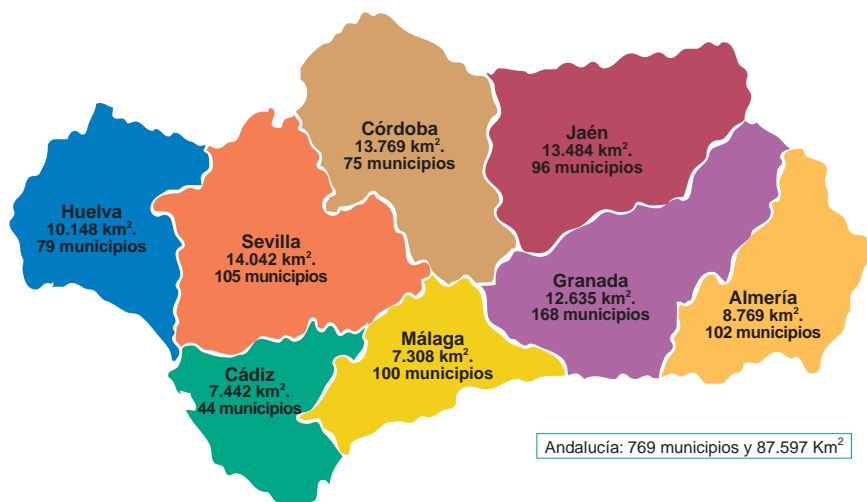 Córdoba
13.769 km².
75 municipios
Jaén
13.484 km².
96 municipios
Huelva
10.148 km².
79 municipios
Sevilla
14.042 km².
105 municipios
Granada
12.635 km².
168 municipios
Almería
8.769 km².
102 municipios
Málaga
7.308 km².
100 municipios
Cádiz
7.442 km².
44 municipios
Andalucía: 769 municipios y 87.597 Km²